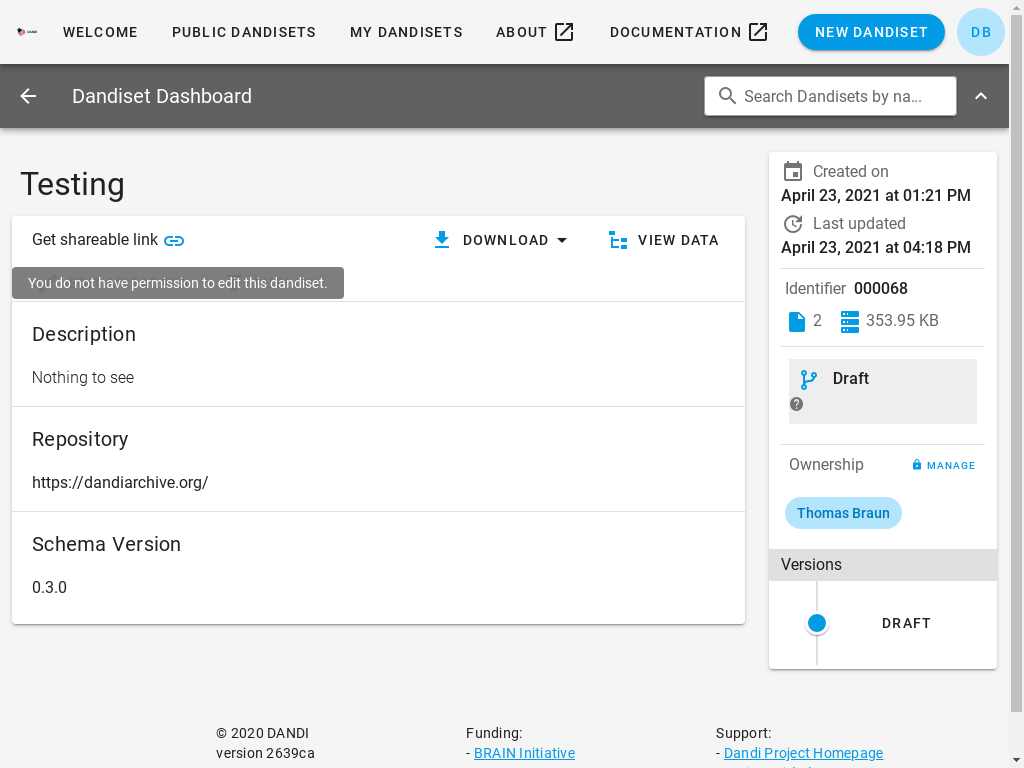 WELCOME PUBLIC DANDISETS MY DANDISETS ABOUT DOCUMENTATION NEW DANDISET DB
Dandiset Dashboard Search Dandisets by na...
Testing
Get shareable link DOWNLOAD VIEW DATA
You do not have permission to edit this dandiset.
Description
Nothing to see
Repository
https://dandiarchive.org/
Schema Version
0.3.0
Created on
April 23, 2021 at 01:21 PM
Last updated
April 23, 2021 at 04:18 PM
Identifier 000068
2 353.95 KB
Draft
Ownership MANAGE
Thomas Braun
Versions
DRAFT
© 2020 DANDI
version 2639ca
Funding:
- BRAIN Initiative
Support:
- Dandi Project Homepage